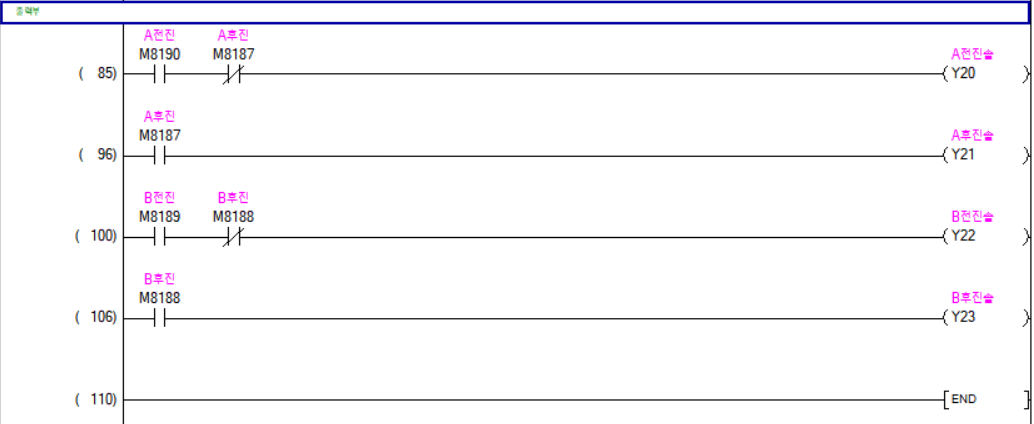 출력부
A전진 A후진
M8190 M8187 A전진솔
( 85) ( Y20 )
A후진
M8187 A후진솔
( 96) ( Y21 )
B전진 B후진
M8189 M8188 B전진솔
( 100) ( Y22 )
B후진
M8188 B후진솔
( 106) ( Y23 )
( 110) [ END ]